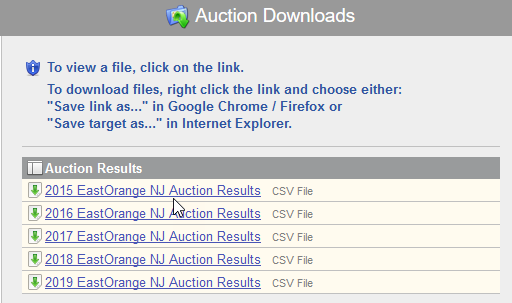 Auction Downloads
To view a file, click on the link.
To download files, right click the link and choose either:
"Save link as..." in Google Chrome / Firefox or
"Save target as..." in Internet Explorer.
Auction Results
2015 EastOrange NJ Auction Results CSV File
2016 EastOrange NJ Auction Results CSV File
2017 EastOrange NJ Auction Results CSV File
2018 EastOrange NJ Auction Results CSV File
2019 EastOrange NJ Auction Results CSV File